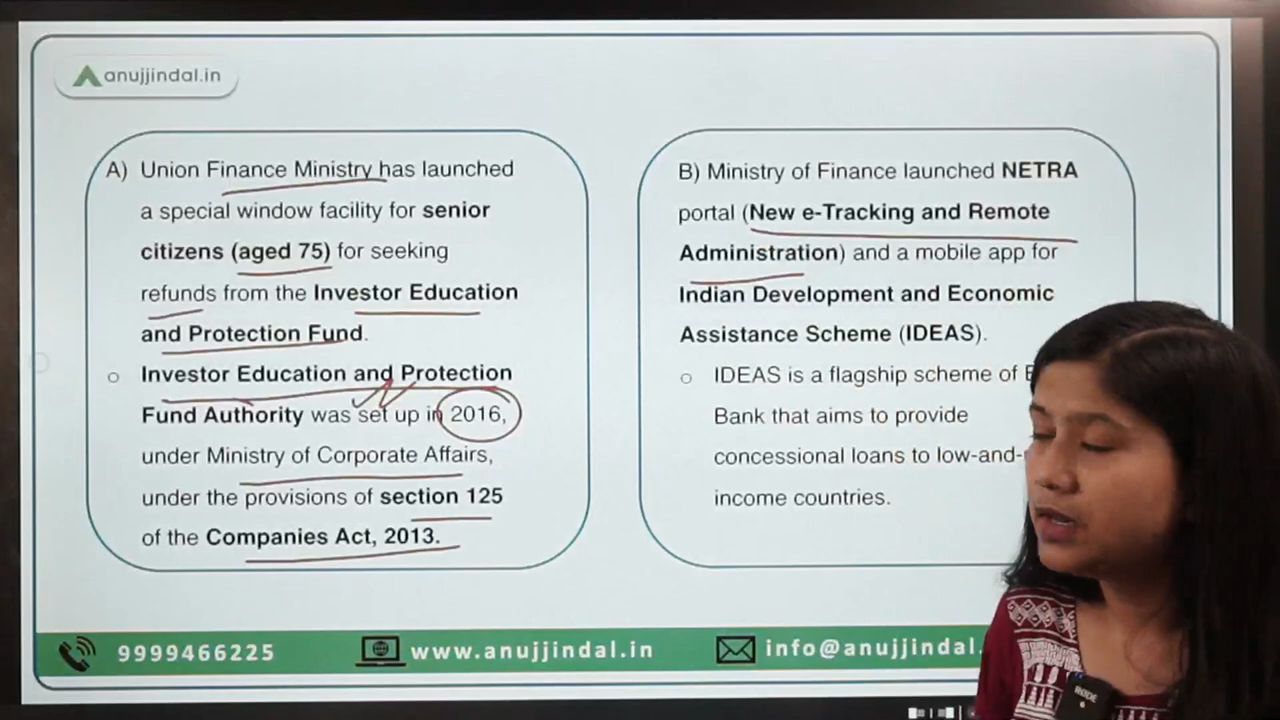 anujjindal.in
A) Union Finance Ministry has launched
a special window facility for senior
citizens (aged 75) for seeking
refunds from the Investor Education
and Protection Fund.
Investor Education and Protection
Fund Authority was set up in 2016,
under Ministry of Corporate Affairs,
under the provisions of section 125
of the Companies Act, 2013.
B) Ministry of Finance launched NETRA
portal (New e-Tracking and Remote
Administration) and a mobile app for
Indian Development and Economic
Assistance Scheme (IDEAS).
IDEAS is a flagship scheme of
Bank that aims to provide
concessional loans to low-and-
income countries.
9999466225
www.anujjindal.in
info@anujjindal.
RODE